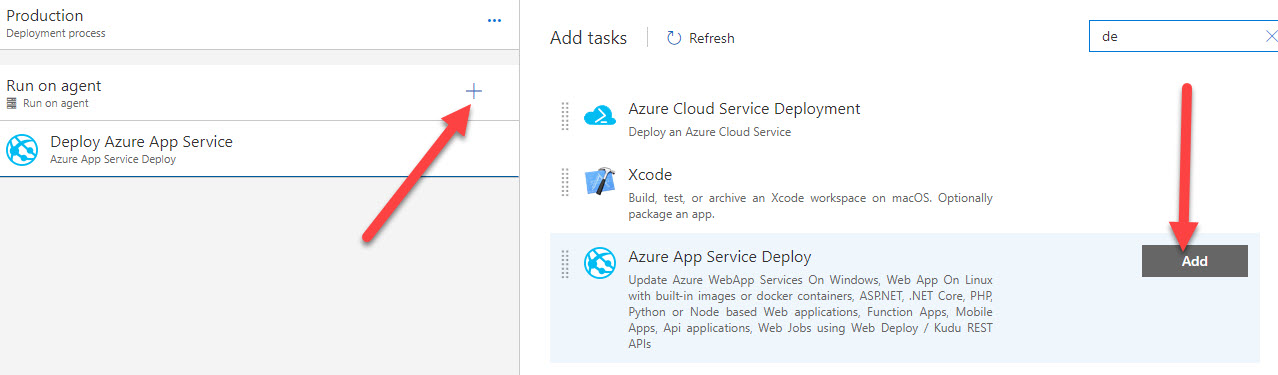 Production
Deployment process
Run on agent
Run on agent
Deploy Azure App Service
Azure App Service Deploy
Add tasks
Refresh
de
Azure Cloud Service Deployment
Deploy an Azure Cloud Service
Xcode
Build, test, or archive an Xcode workspace on macOS. Optionally
package an app.
Azure App Service Deploy
Add
Update Azure WebApp Services On Windows, Web App On Linux
with built-in images or docker containers, ASP.NET, .NET Core, PHP,
Python or Node based Web applications, Function Apps, Mobile
Apps, Api applications, Web Jobs using Web Deploy / Kudu REST
APIs